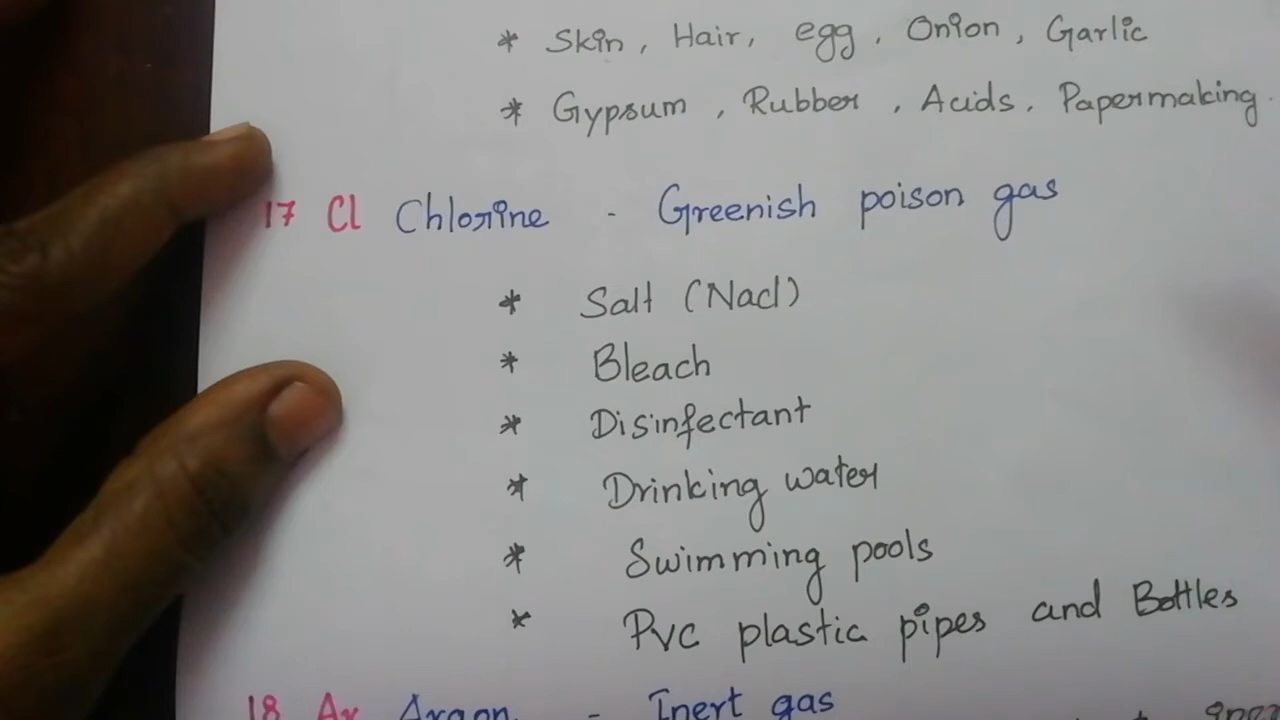 * Skin, Hair, egg, Onion, Garlic
* Gypsum, Rubber, Acids, Papermaking.
17 Cl Chlorine - Greenish poison gas
* Salt (Nacl)
* Bleach
* Disinfectant
* Drinking water
* Swimming pools
* Pvc plastic pipes and Bottles
18 Ar Argon - Inert gas